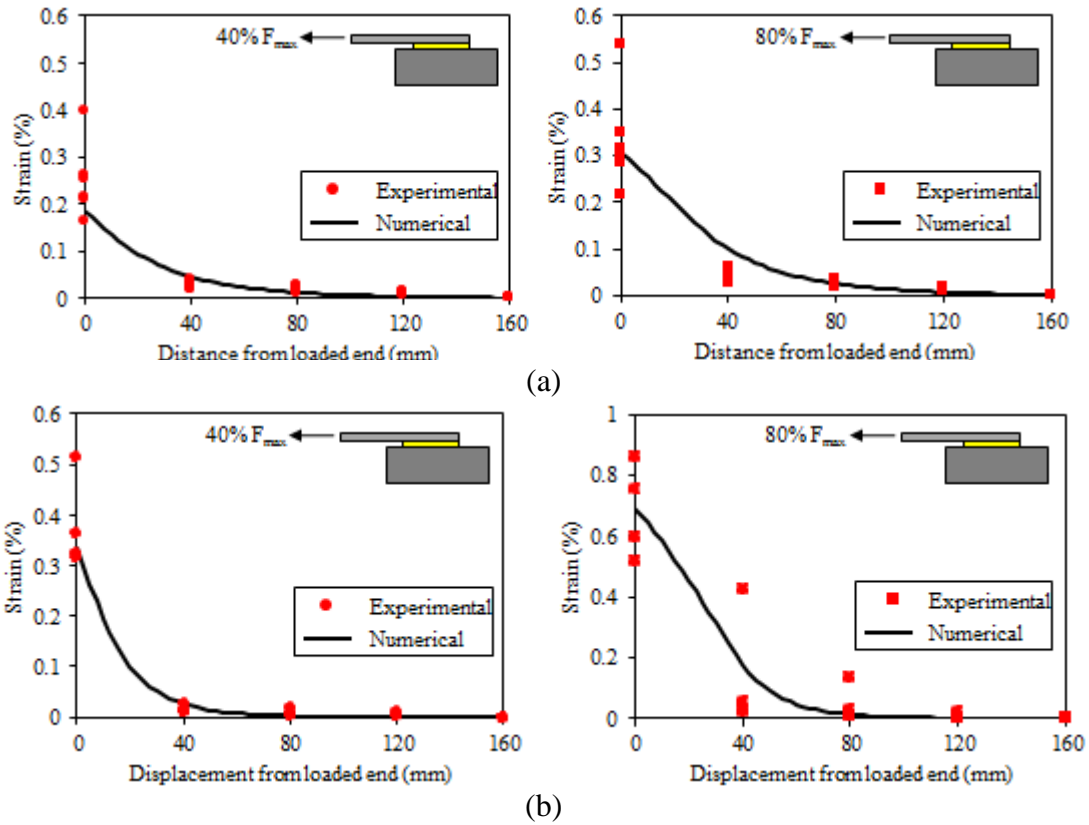 0.6
0.5
0.4
0.3
0.2
0.1
0
Strain (%)
40% Fmax
Experimental
Numerical
0 40 80 120 160
Distance from loaded end (mm)
0.6
0.5
0.4
0.3
0.2
0.1
0
Strain (%)
80% Fmax
Experimental
Numerical
0 40 80 120 160
Distance from loaded end (mm)
(a)
0.6
0.5
0.4
0.3
0.2
0.1
0
Strain (%)
40% Fmax
Experimental
Numerical
0 40 80 120 160
Displacement from loaded end (mm)
1
0.8
0.6
0.4
0.2
0
Strain (%)
80% Fmax
Experimental
Numerical
0 40 80 120 160
Displacement from loaded end (mm)
(b)